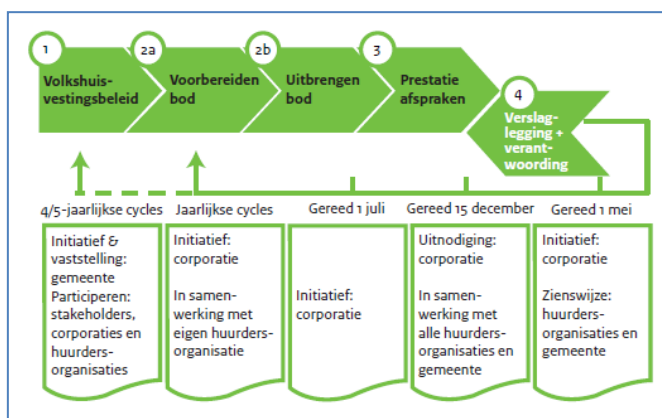 1
Volkshuis-
vestingsbeleid
2a
Voorbereiden
bod
2b
Uitbrengen
bod
3
Prestatie
afspraken
4
Verslag-
legging +
verant-
woording
4/5-jaarlijkse cycles
Initiatief &
vaststelling:
gemeente
Participeren:
stakeholders,
corporaties en
huurders-
organisaties
Jaarlijkse cycles
Initiatief:
corporatie
In samen-
werking met
eigen huurders-
organisatie
Gereed 1 juli
Initiatief:
corporatie
Gereed 15 december
Uitnodiging:
corporatie
In samen-
werking met
alle huurders-
organisaties en
gemeente
Gereed 1 mei
Initiatief:
corporatie
Zienswijze:
huurders-
organisaties en
gemeente